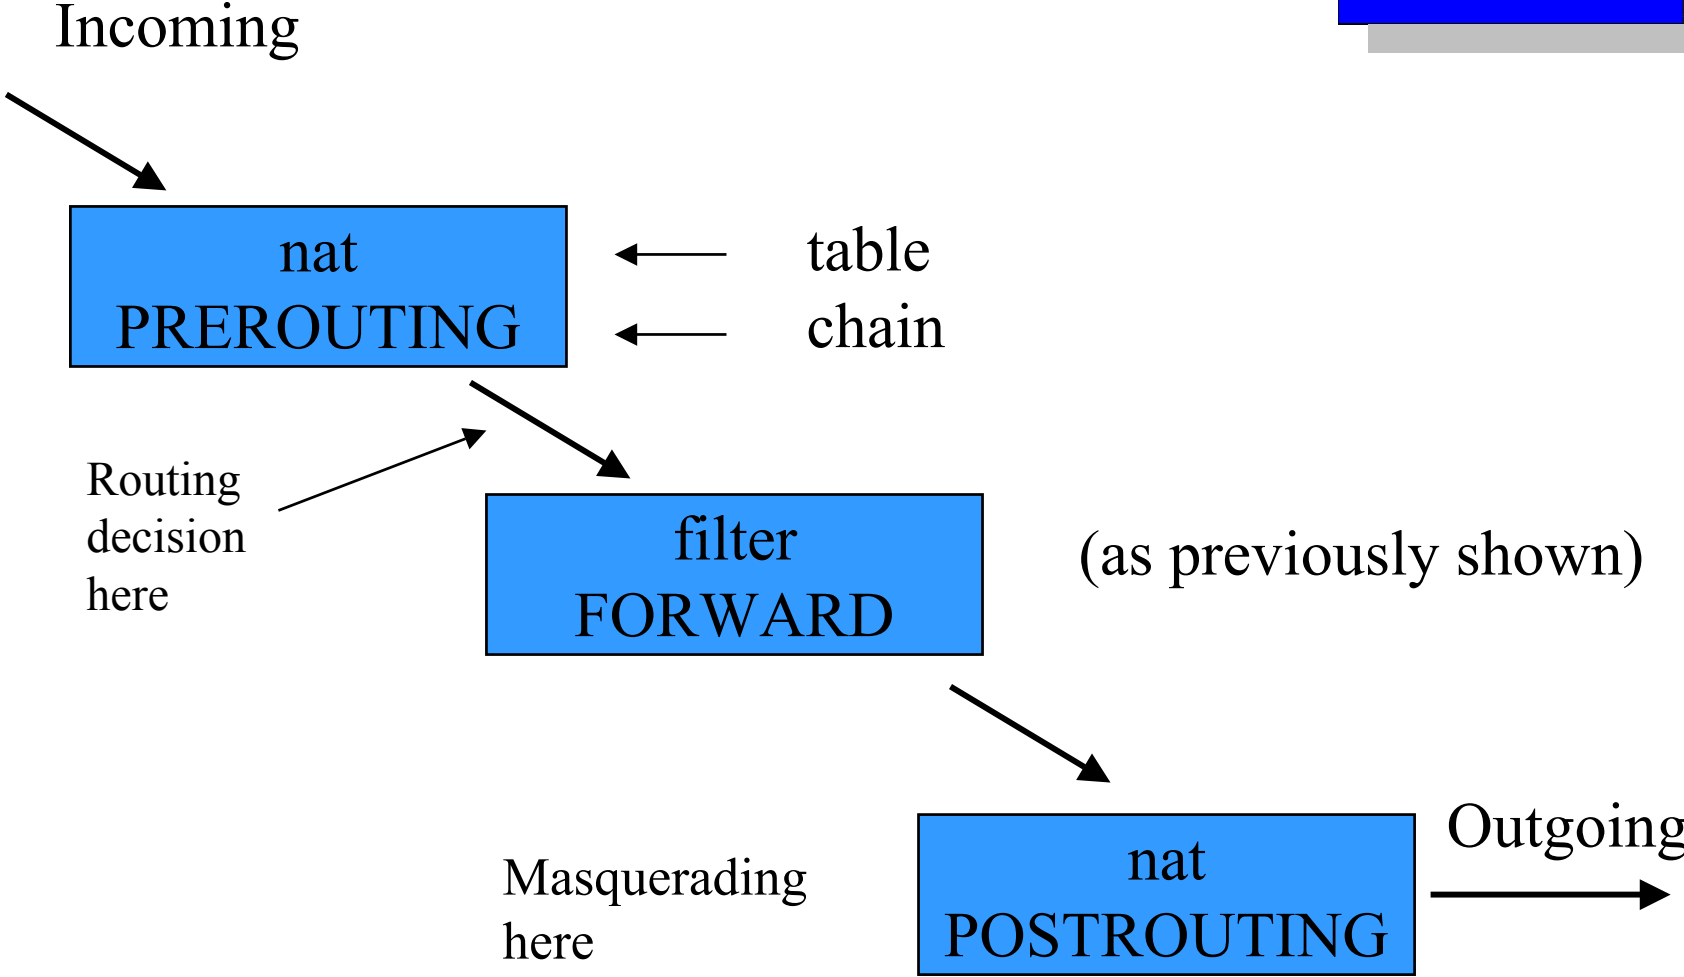 Incoming
nat
PREROUTING
table
chain
Routing
decision
here
filter
FORWARD
(as previously shown)
Outgoing
Masquerading
here
nat
POSTROUTING